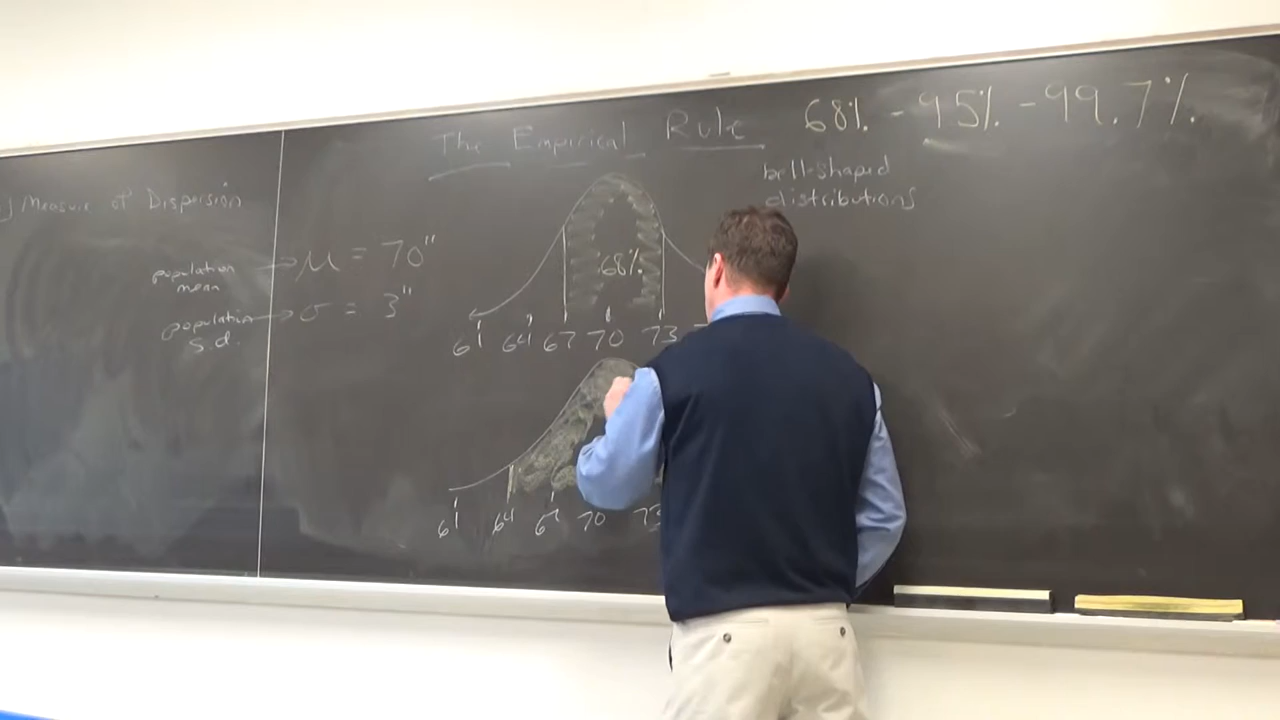 The Empirical Rule 68% - 95% - 99.7%
bell-shaped
distributions
Measure of Dispersion
population
mean
μ = 70"
population
s.d.
σ = 3"
68%
61 64 67 70 73
61 64 67 70 73